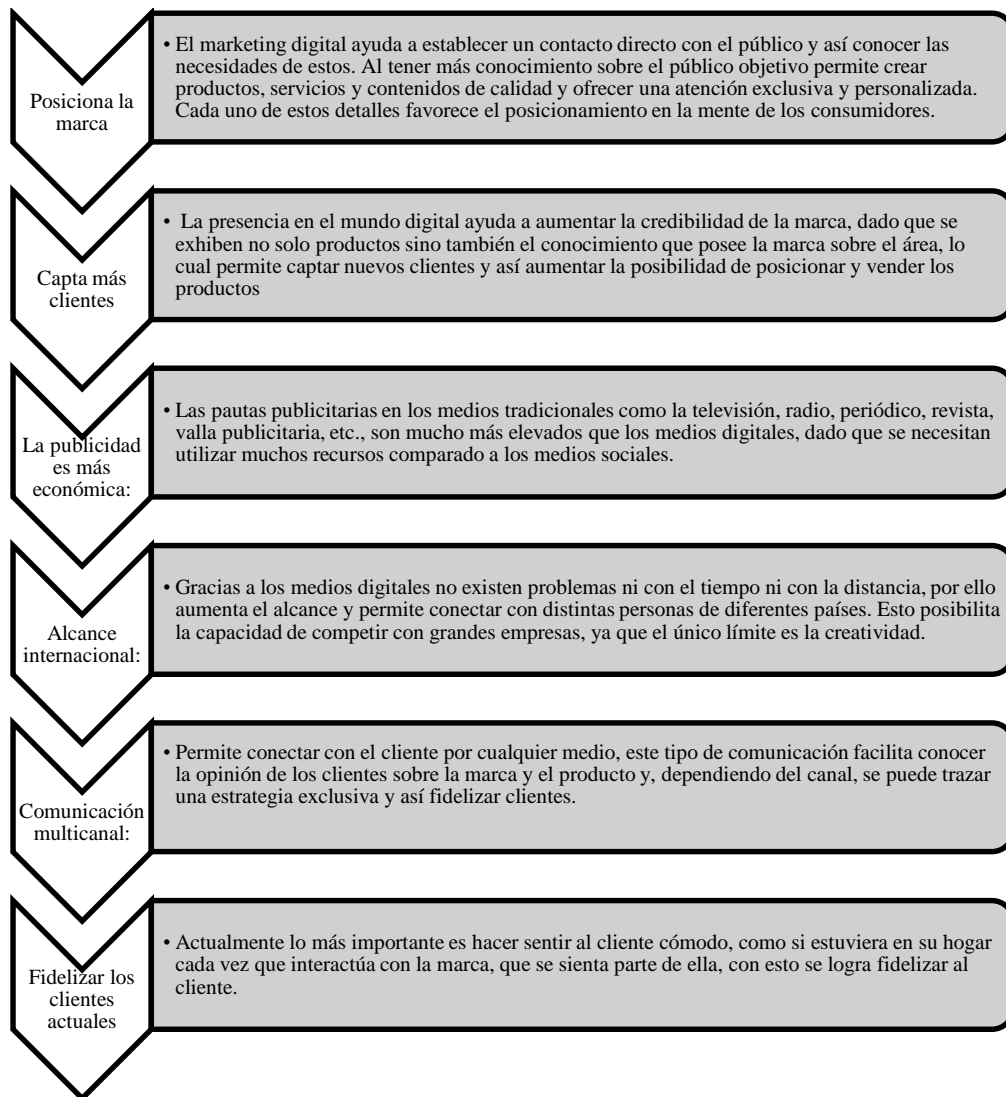 Posiciona la
marca
• El marketing digital ayuda a establecer un contacto directo con el público y así conocer las
necesidades de estos. Al tener más conocimiento sobre el público objetivo permite crear
productos, servicios y contenidos de calidad y ofrecer una atención exclusiva y personalizada.
Cada uno de estos detalles favorece el posicionamiento en la mente de los consumidores.
Capta más
clientes
• La presencia en el mundo digital ayuda a aumentar la credibilidad de la marca, dado que se
exhiben no solo productos sino también el conocimiento que posee la marca sobre el área, lo
cual permite captar nuevos clientes y así aumentar la posibilidad de posicionar y vender los
productos
La publicidad
es más
económica:
• Las pautas publicitarias en los medios tradicionales como la televisión, radio, periódico, revista,
valla publicitaria, etc., son mucho más elevados que los medios digitales, dado que se necesitan
utilizar muchos recursos comparado a los medios sociales.
Alcance
internacional:
• Gracias a los medios digitales no existen problemas ni con el tiempo ni con la distancia, por ello
aumenta el alcance y permite conectar con distintas personas de diferentes países. Esto posibilita
la capacidad de competir con grandes empresas, ya que el único límite es la creatividad.
Comunicación
multicanal:
• Permite conectar con el cliente por cualquier medio, este tipo de comunicación facilita conocer
la opinión de los clientes sobre la marca y el producto y, dependiendo del canal, se puede trazar
una estrategia exclusiva y así fidelizar clientes.
Fidelizar los
clientes
actuales
• Actualmente lo más importante es hacer sentir al cliente cómodo, como si estuviera en su hogar
cada vez que interactúa con la marca, que se sienta parte de ella, con esto se logra fidelizar al
cliente.